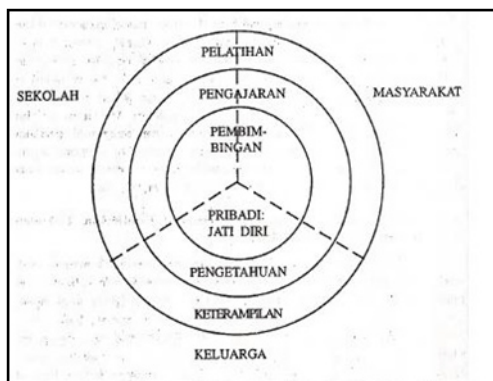 PELATIHAN
SEKOLAH
MASYARAKAT
PENGAJARAN
PEMBIM-
BINGAN
PRIBADI:
JATI DIRI
PENGETAHUAN
KETERAMPILAN
KELUARGA